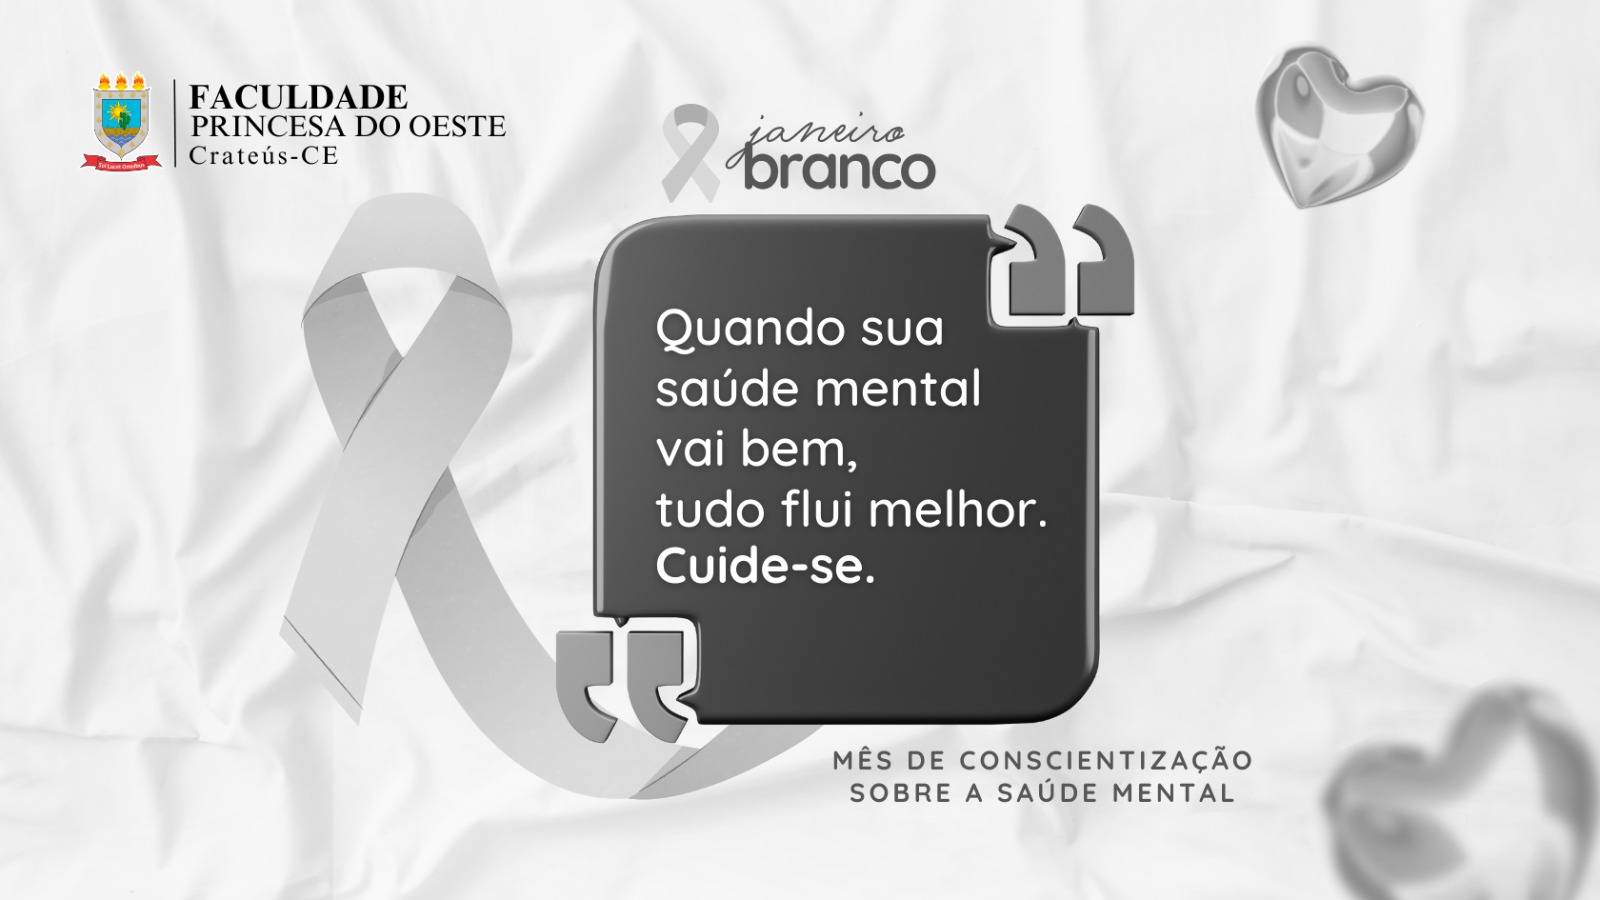 FACULDADE
PRINCESA DO OESTE
Crateús-CE
janeiro
branco
Quando sua
saúde mental
vai bem,
tudo flui melhor.
Cuide-se.
MÊS DE CONSCIENTIZAÇÃO
SOBRE A SAÚDE MENTAL